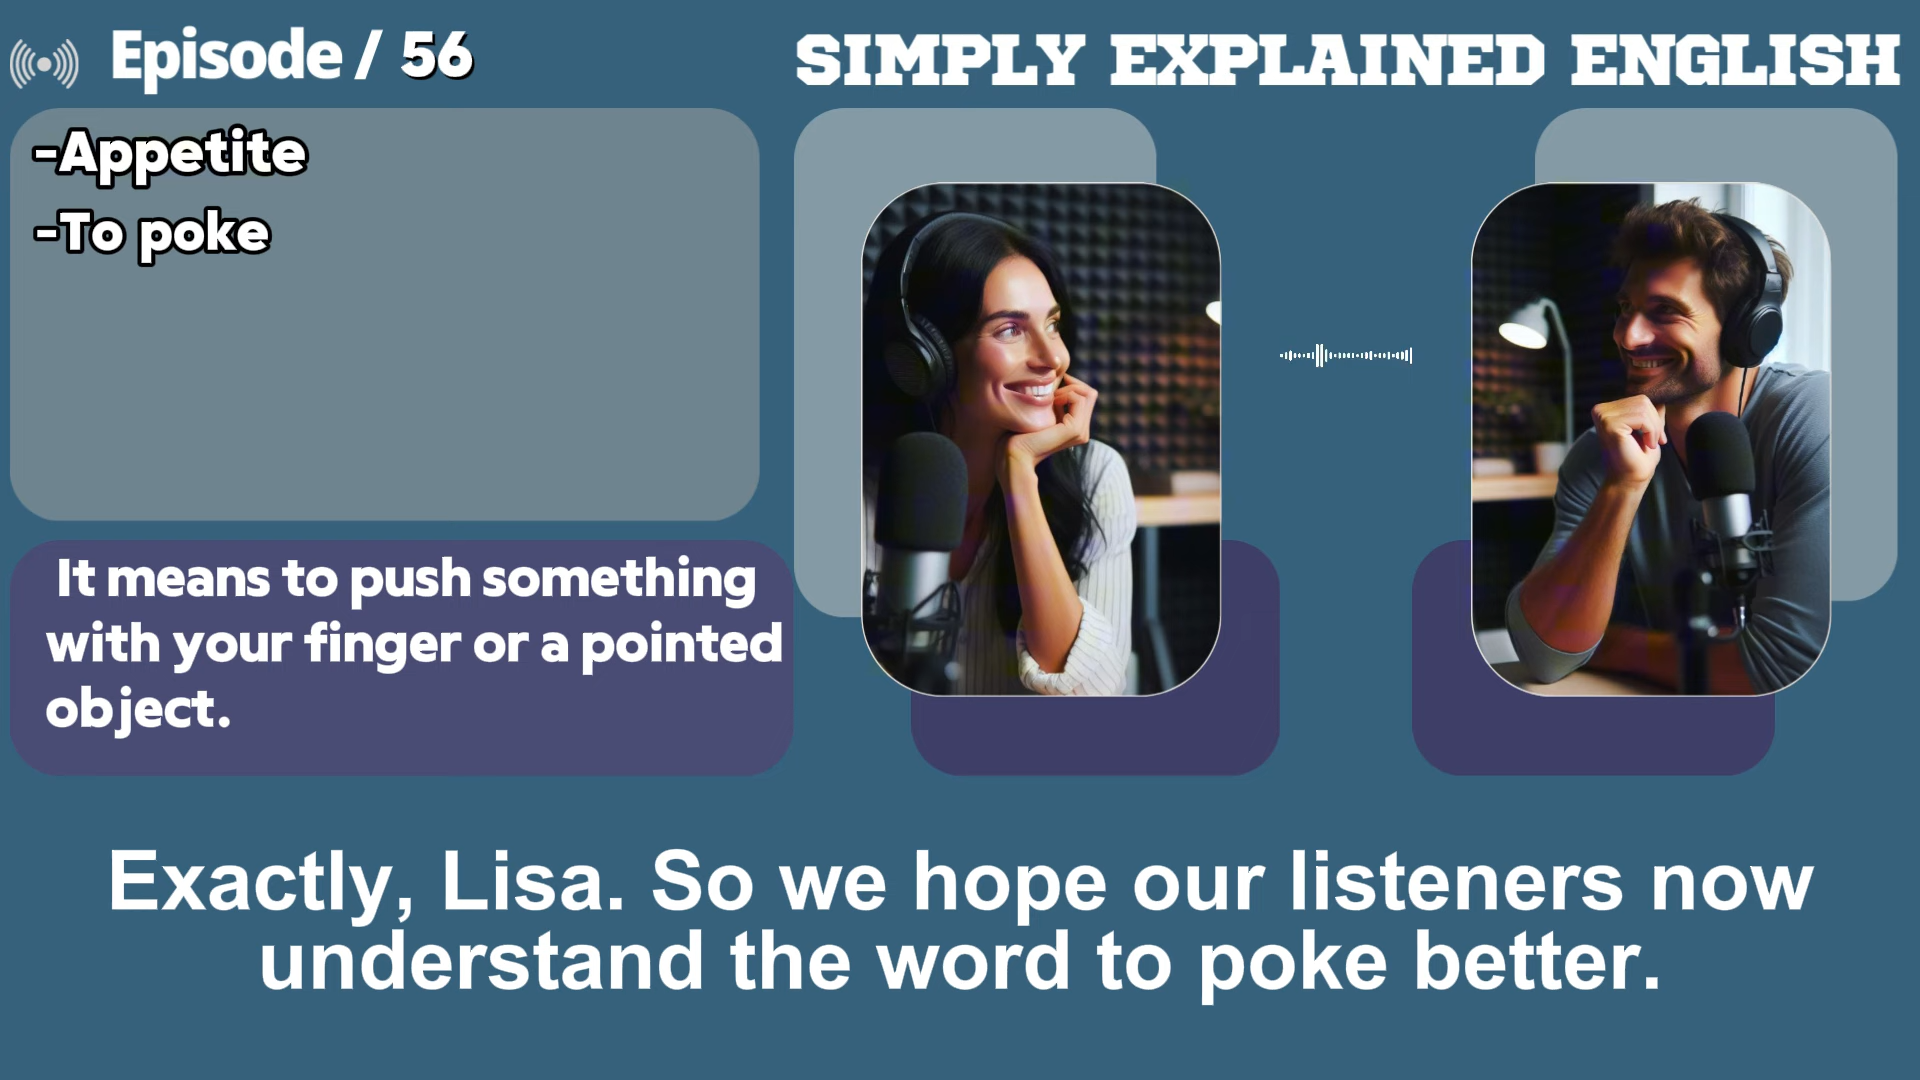 Episode / 56
SIMPLY EXPLAINED ENGLISH
-Appetite
-To poke
It means to push something
with your finger or a pointed
object.
Exactly, Lisa. So we hope our listeners now
understand the word to poke better.